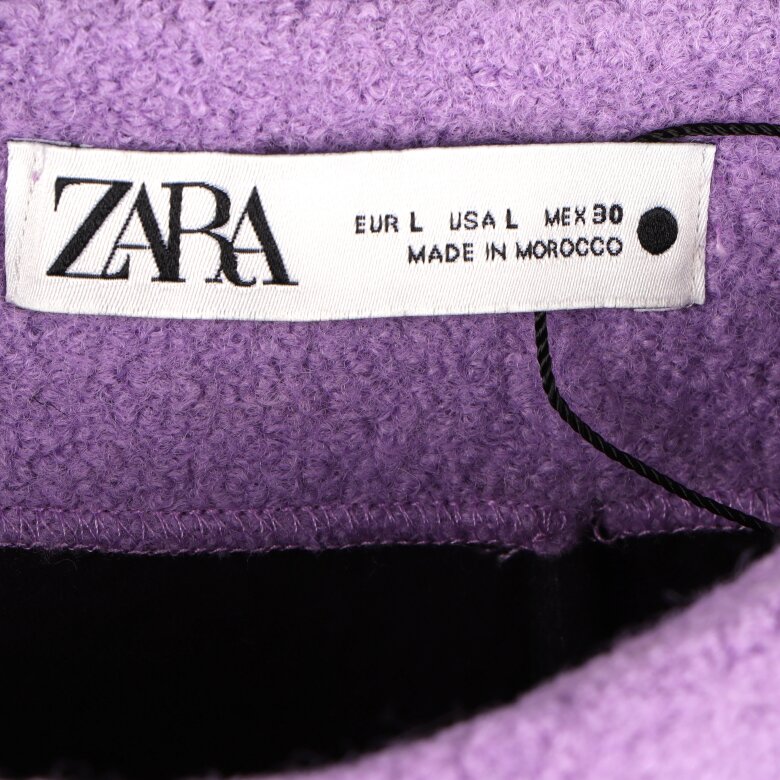 ZARA
EUR L USA L MEX 30
MADE IN MOROCCO